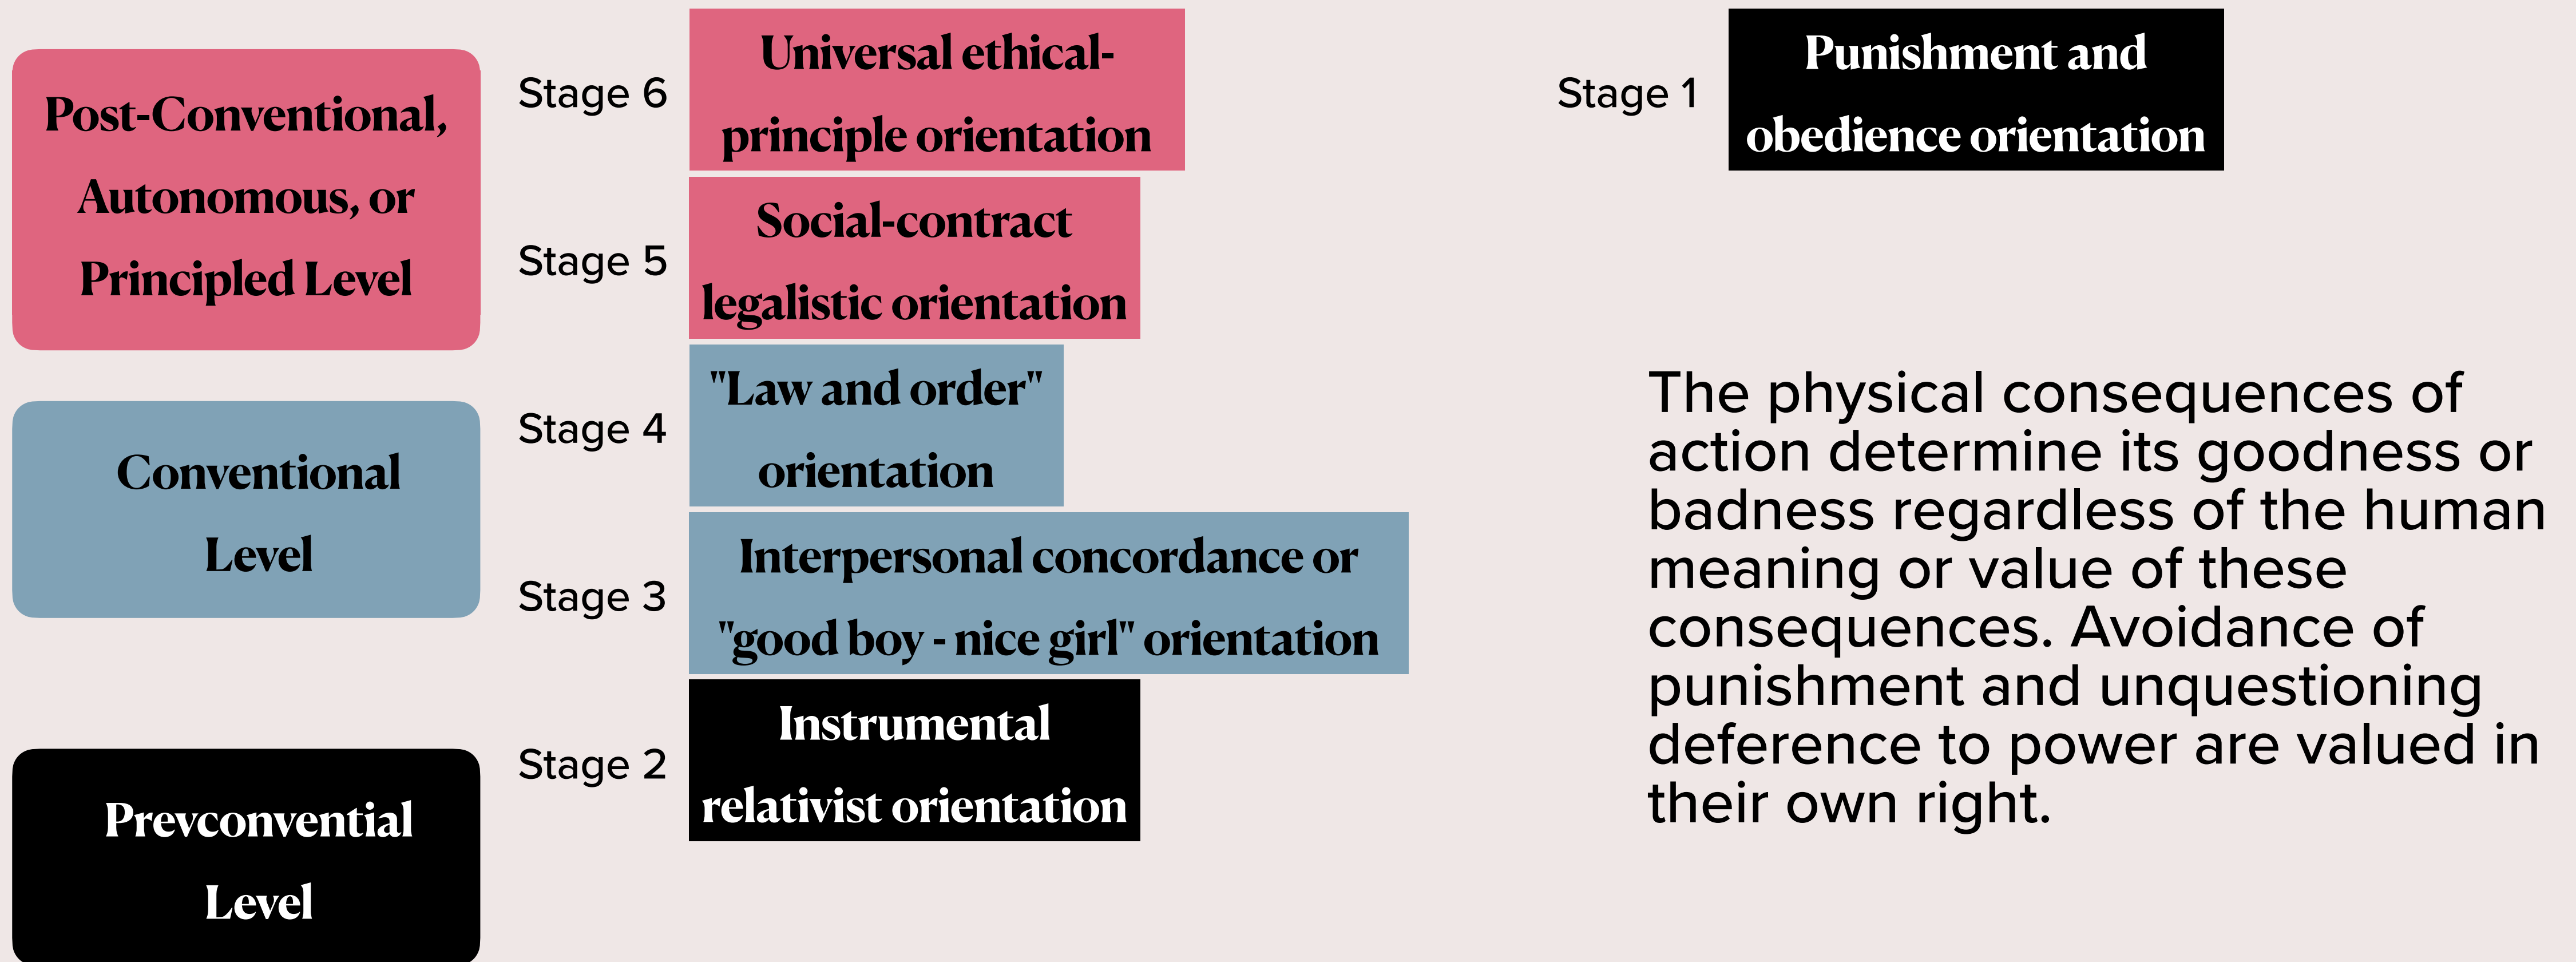 Post-Conventional,
Autonomous, or
Principled Level
Conventional
Level
Prevconvential
Level
Stage 6
Universal ethical-
principle orientation
Stage 5
Social-contract
legalistic orientation
Stage 4
"Law and order"
orientation
Stage 3
Interpersonal concordance or
"good boy - nice girl" orientation
Stage 2
Instrumental
relativist orientation
Stage 1
Punishment and
obedience orientation
The physical consequences of
action determine its goodness or
badness regardless of the human
meaning or value of these
consequences. Avoidance of
punishment and unquestioning
deference to power are valued in
their own right.